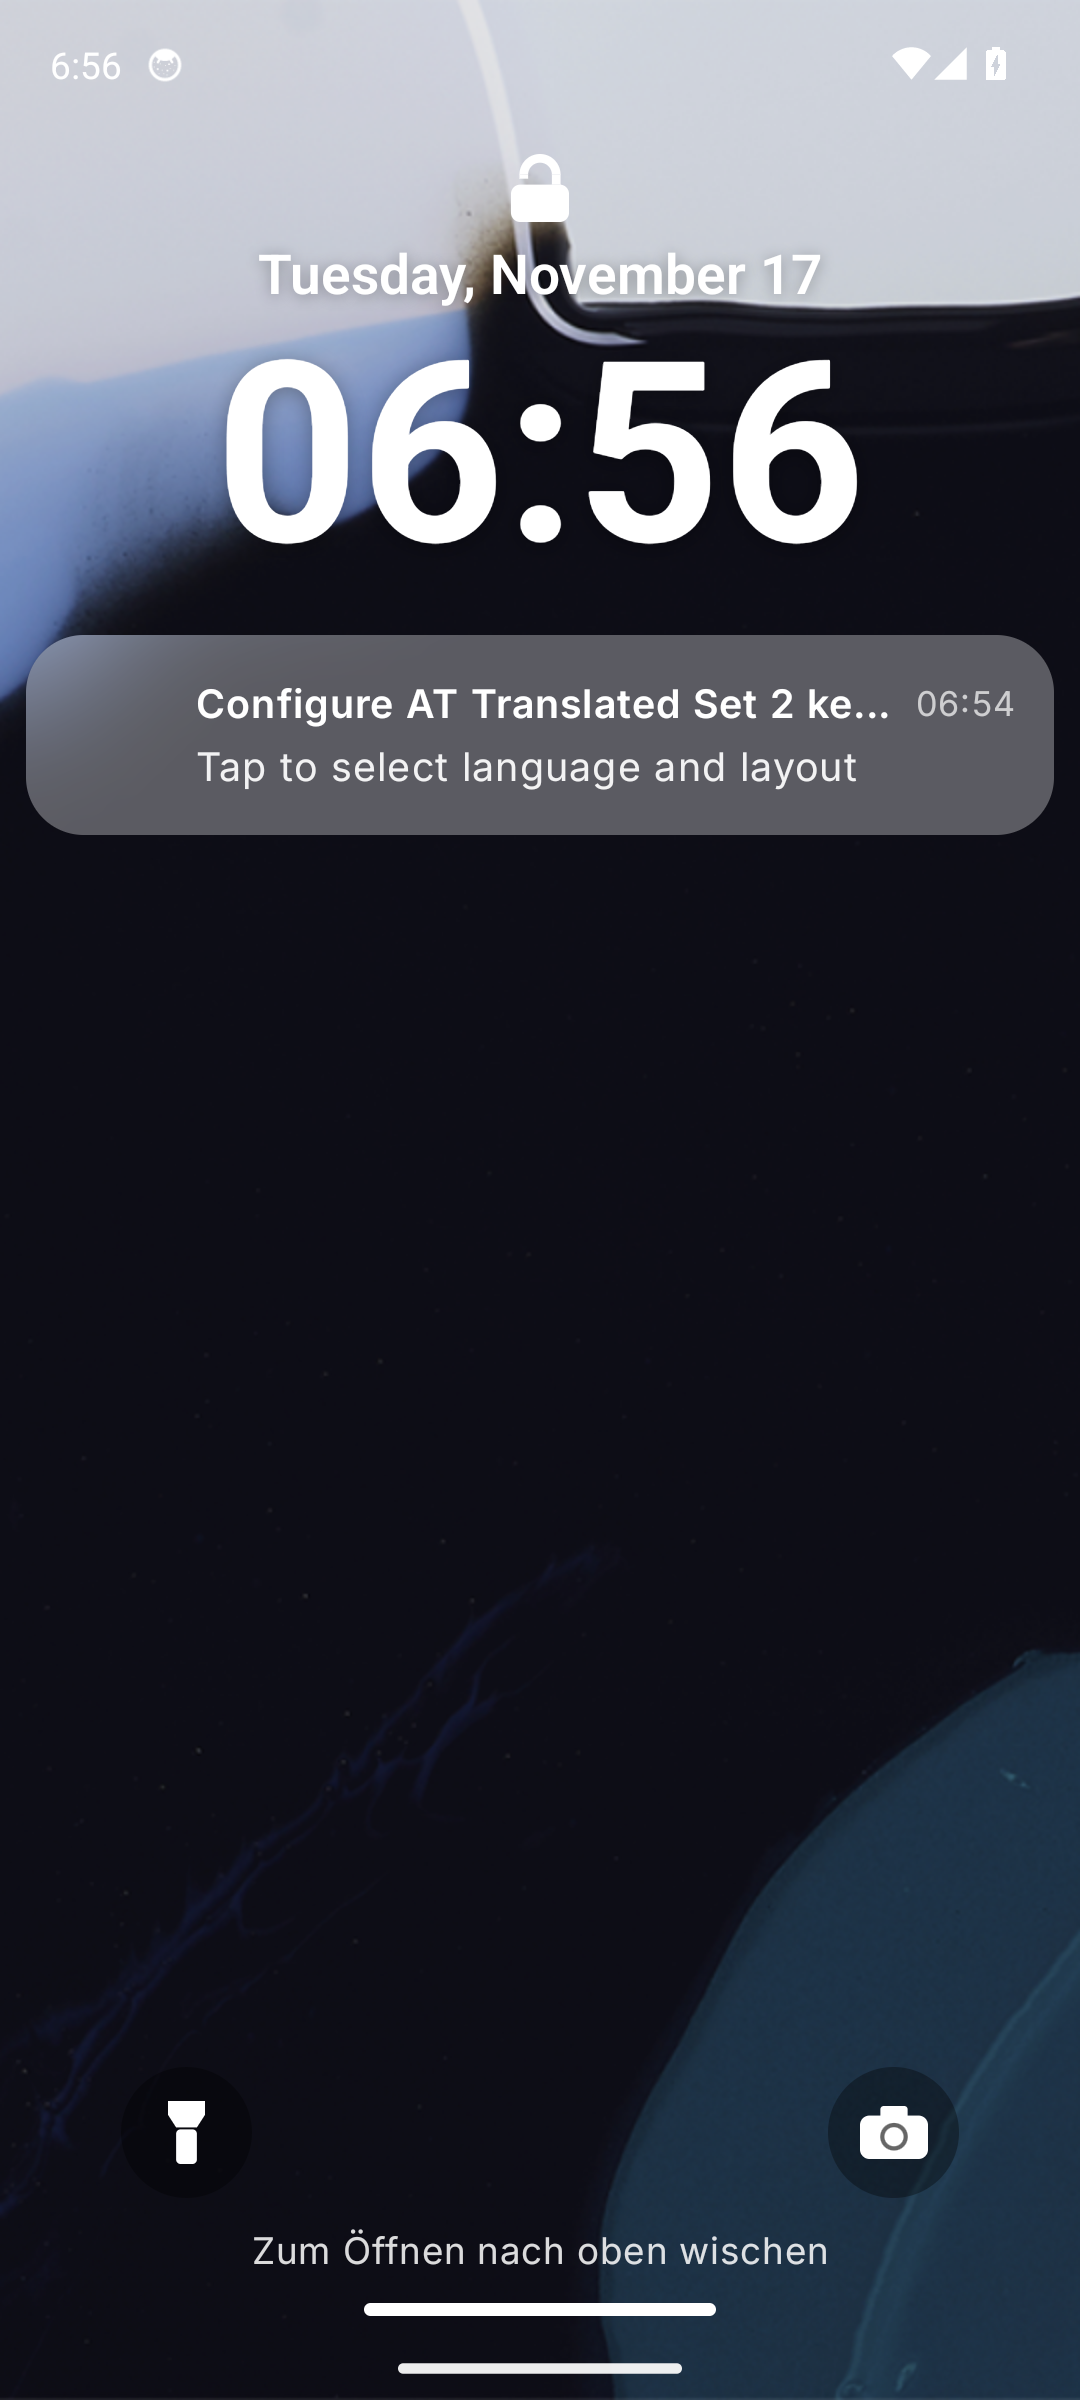 6:56
Tuesday, November 17
06:56
Configure AT Translated Set 2 ke... 06:54
Tap to select language and layout
Zum Öffnen nach oben wischen